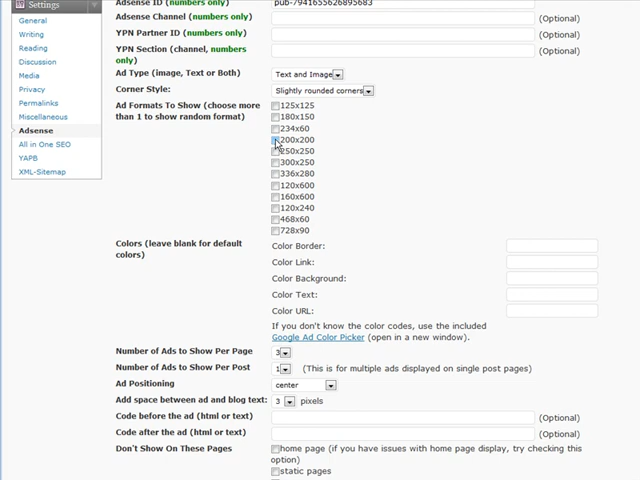 Settings
General
Writing
Reading
Discussion
Media
Privacy
Permalinks
Miscellaneous
Adsense
All in One SEO
YAPB
XML-Sitemap
Adsense ID (numbers only)
pub-7941655626895683
Adsense Channel (numbers only)
(Optional)
YPN Partner ID (numbers only)
(Optional)
YPN Section (channel, numbers
only)
(Optional)
Ad Type (image, Text or Both)
Text and Image
Corner Style:
Slightly rounded corners
Ad Formats To Show (choose more
than 1 to show random format)
125x125
180x150
234x60
200x200
250x250
300x250
336x280
120x600
160x600
120x240
468x60
728x90
Colors (leave blank for default
colors)
Color Border:
Color Link:
Color Background:
Color Text:
Color URL:
If you don't know the color codes, use the included
Google Ad Color Picker (open in a new window).
Number of Ads to Show Per Page
3
Number of Ads to Show Per Post
1
(This is for multiple ads displayed on single post pages)
Ad Positioning
center
Add space between ad and blog text:
3 pixels
Code before the ad (html or text)
(Optional)
Code after the ad (html or text)
(Optional)
Don't Show On These Pages
home page (if you have issues with home page display, try checking this
option)
static pages